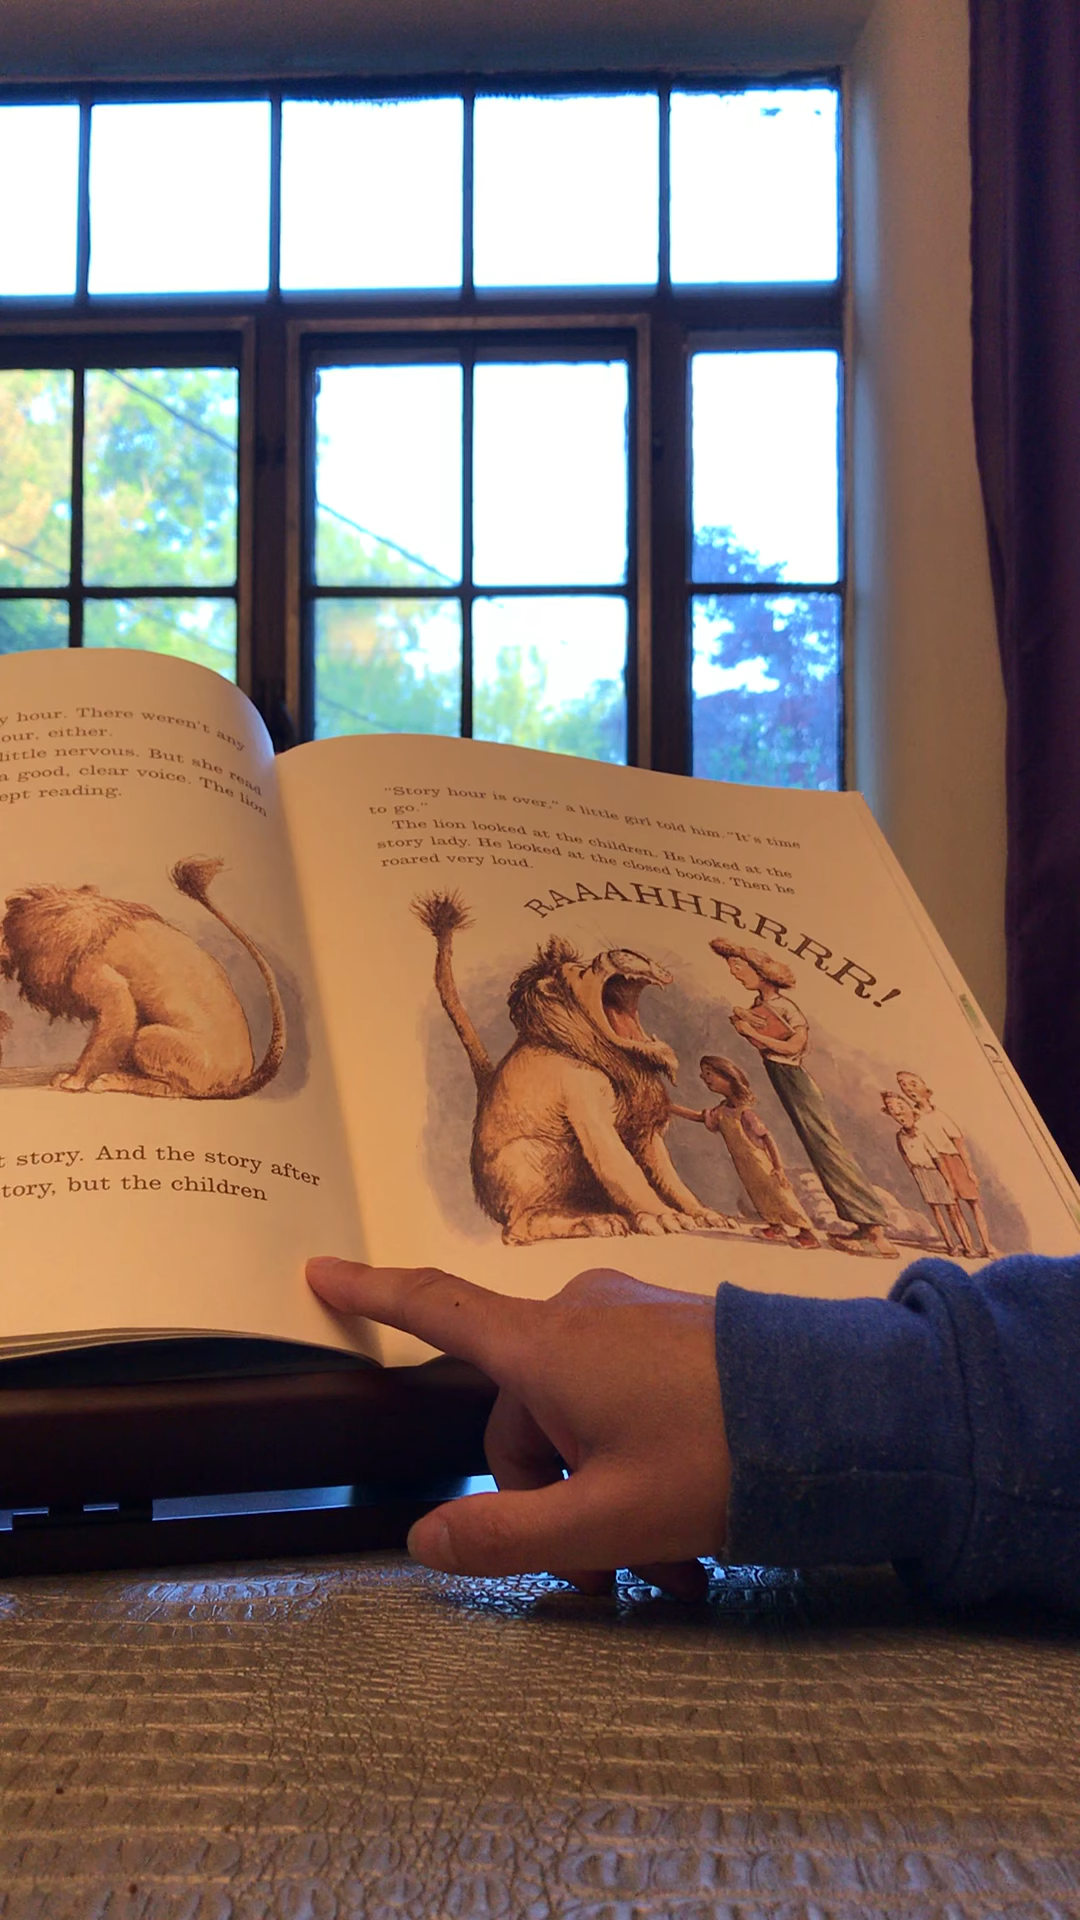 y hour. There weren't any
our, either.
little nervous. But she read
a good, clear voice. The lion
ept reading.
t story. And the story after
tory, but the children
"Story hour is over," a little girl told him. "It's time
to go."
The lion looked at the children. He looked at the
story lady. He looked at the closed books. Then he
roared very loud.
RAAAHHRRRR!